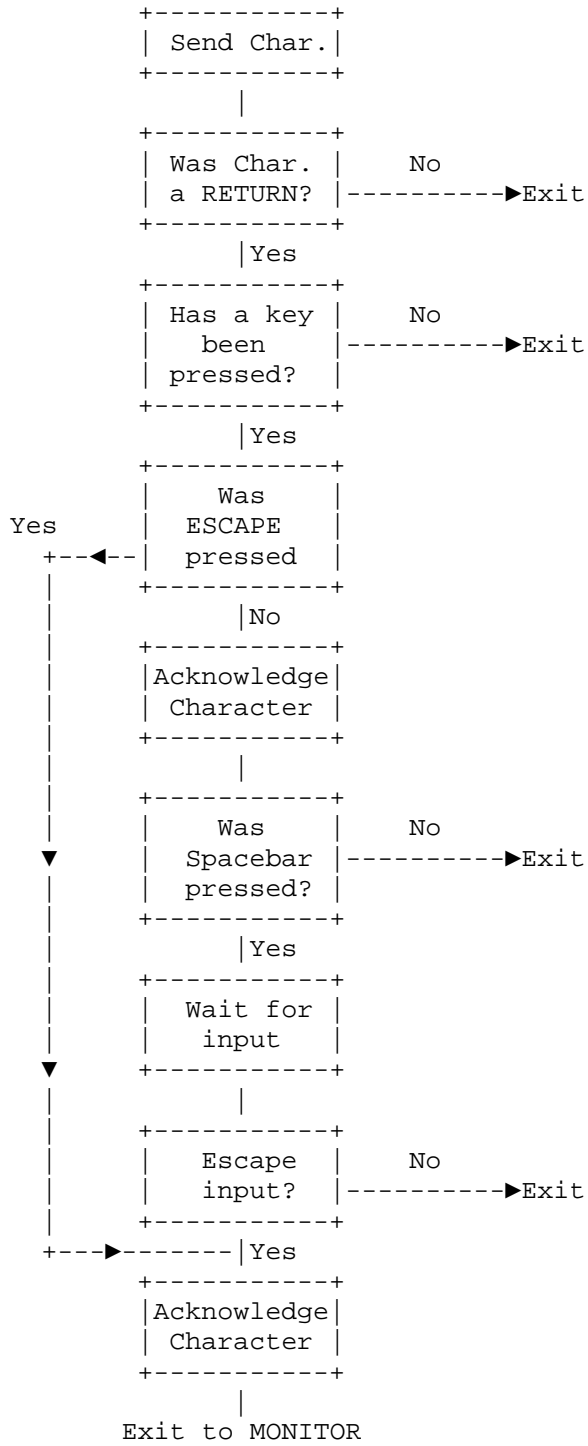 Send Char.
Was Char. No
a RETURN? Exit
Yes
Has a key No
been Exit
pressed?
Yes
Was
Yes ESCAPE
pressed
No
Acknowledge
Character
Was No
Spacebar Exit
pressed?
Yes
Wait for
input
Escape No
input? Exit
Yes
Acknowledge
Character
Exit to MONITOR